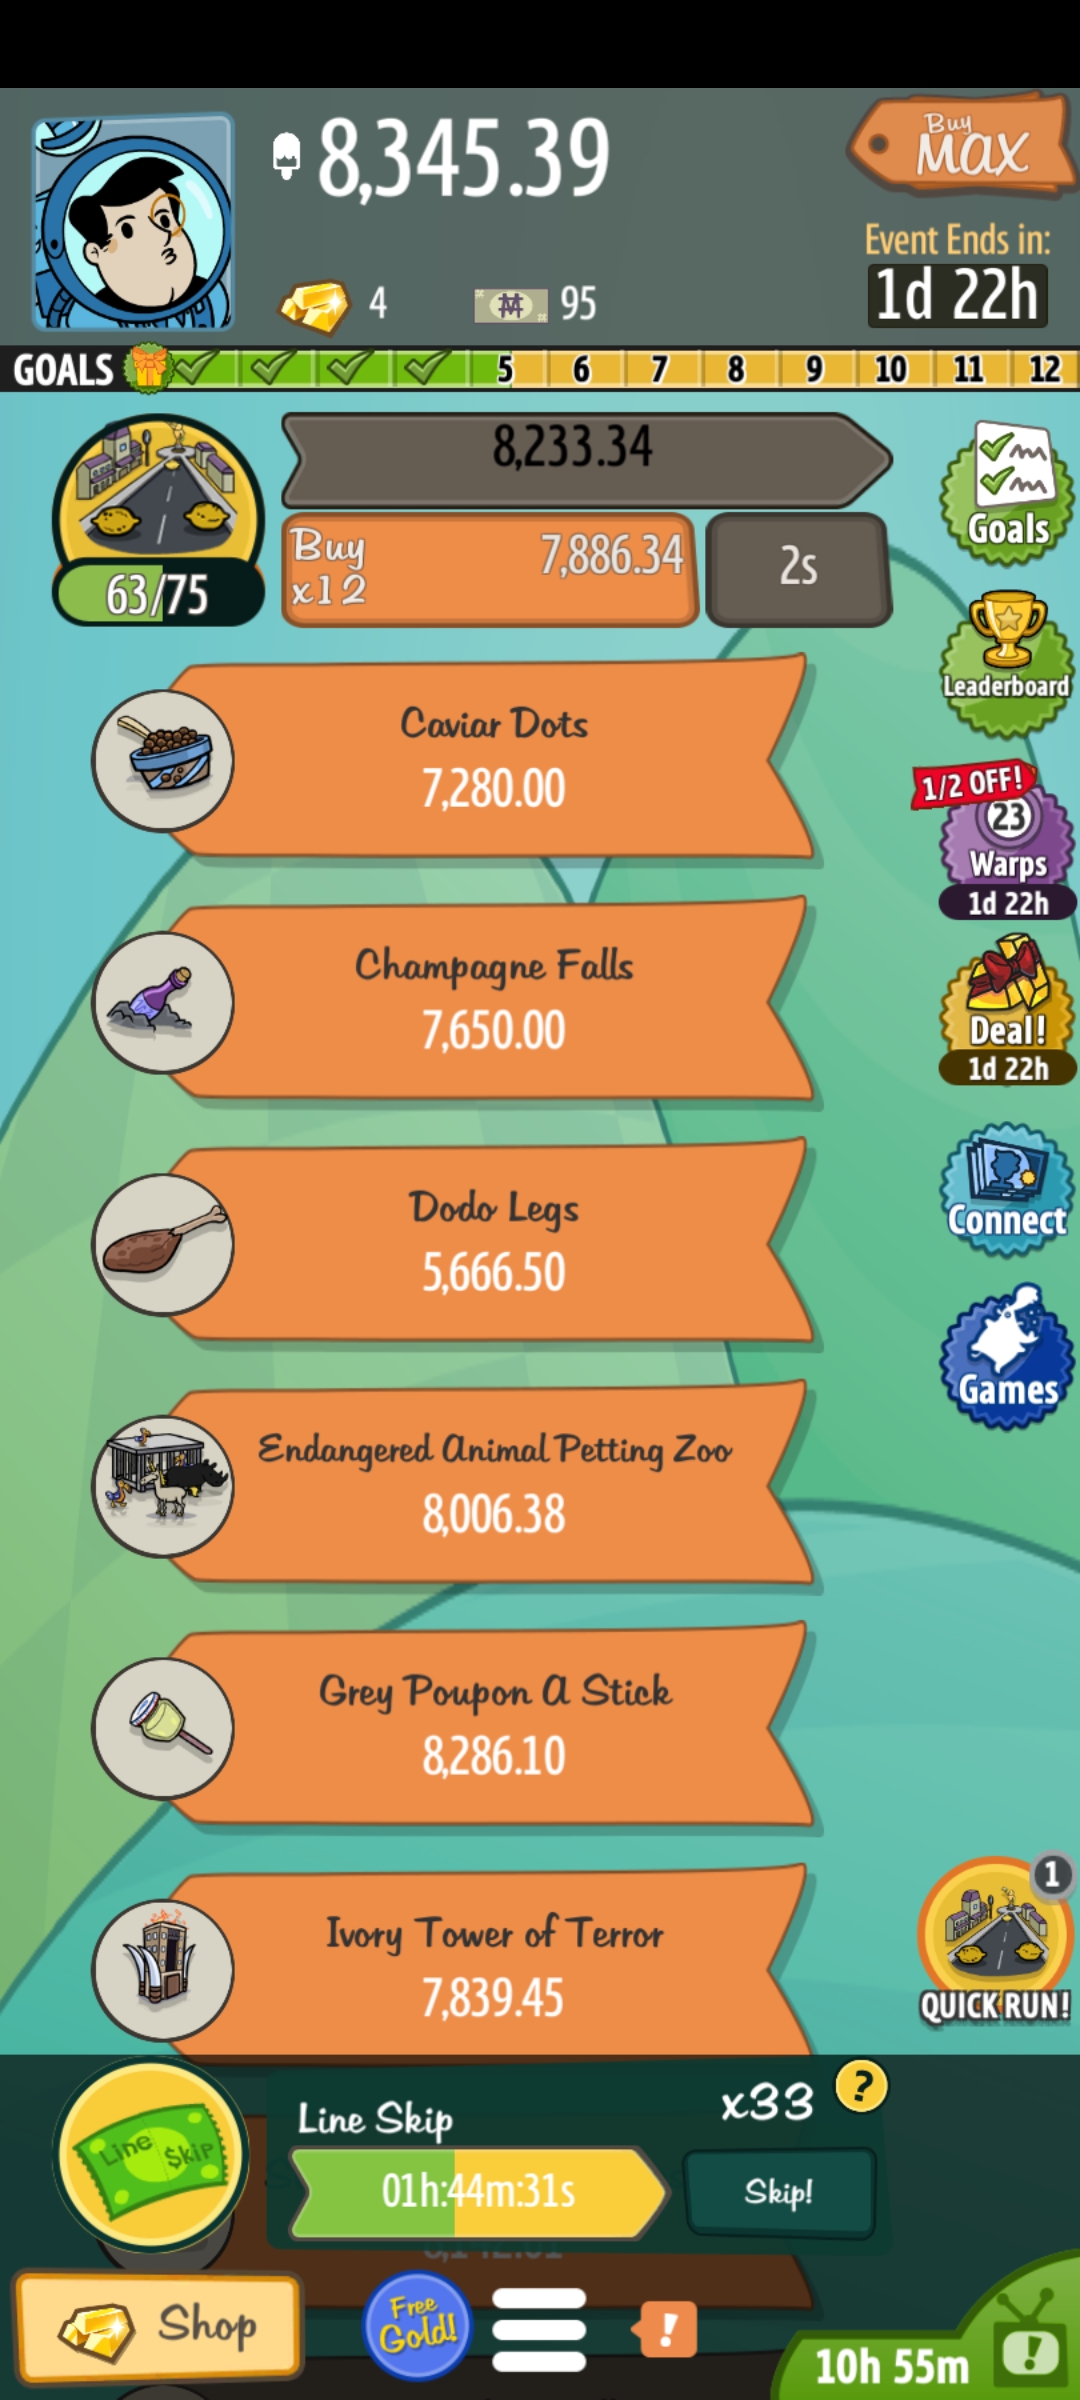 8,345.39
Buy
MAX
Event Ends in:
1d 22h
4
95
GOALS
5 6 7 8 9 10 11 12
8,233.34
63/75
Buy
x12
7,886.34
2s
Goals
Leaderboard
Caviar Dots
7,280.00
1/2 OFF!
23
Warps
1d 22h
Champagne Falls
7,650.00
Deal!
1d 22h
Dodo Legs
5,666.50
Connect
Endangered Animal Petting Zoo
8,006.38
Games
Grey Poupon A Stick
8,286.10
Ivory Tower of Terror
7,839.45
1
QUICK RUN!
Line $kip
Line Skip
x33
?
01h:44m:31s
Skip!
Shop
Free
Gold!
!
10h 55m
!